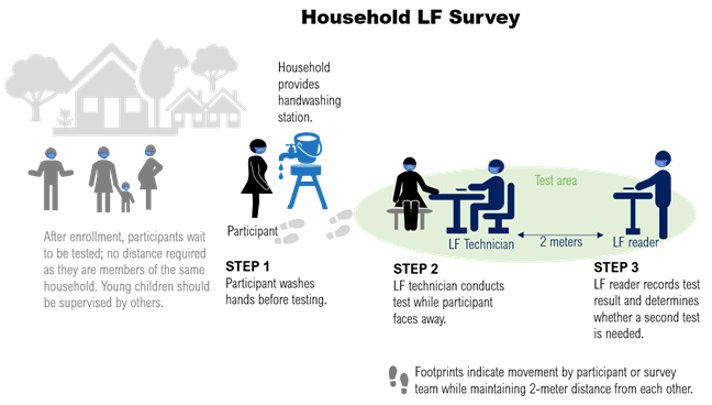 Household LF Survey
Household
provides
handwashing
station.
Test area
Participant
LF Technician
2 meters
LF reader
After enrollment, participants wait
to be tested; no distance required
as they are members of the same
household. Young children should
be supervised by others.
STEP 1
Participant washes
hands before testing.
STEP 2
LF technician conducts
test while participant
faces away.
STEP 3
LF reader records test
result and determines
whether a second test
is needed.
Footprints indicate movement by participant or survey
team while maintaining 2-meter distance from each other.